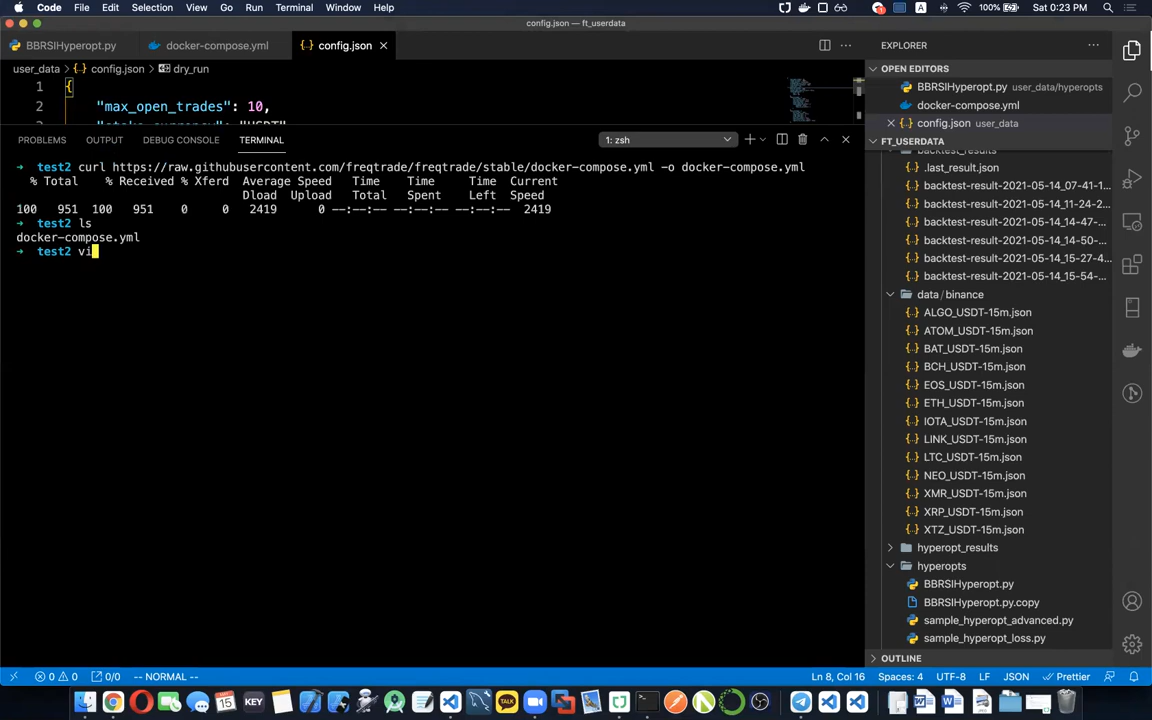 Code File Edit Selection View Go Run Terminal Window Help
100% Sat 0:23 PM
config.json — ft_userdata
BBRSIHyperopt.py docker-compose.yml config.json
user_data > config.json > dry_run
1 {
2 "max_open_trades": 10,
PROBLEMS OUTPUT DEBUG CONSOLE TERMINAL 1: zsh
➜ test2 curl https://raw.githubusercontent.com/freqtrade/freqtrade/stable/docker-compose.yml -o docker-compose.yml
% Total % Received % Xferd Average Speed Time Time Time Current
Dload Upload Total Spent Left Speed
100 951 100 951 0 0 2419 0 --:--:-- --:--:-- --:--:-- 2419
➜ test2 ls
docker-compose.yml
➜ test2 vi
EXPLORER
OPEN EDITORS
BBRSIHyperopt.py user_data/hyperopts
docker-compose.yml
config.json user_data
FT_USERDATA
backtest_results
.last_result.json
backtest-result-2021-05-14_07-41-1...
backtest-result-2021-05-14_11-24-2...
backtest-result-2021-05-14_14-47-...
backtest-result-2021-05-14_14-50-...
backtest-result-2021-05-14_15-27-4...
backtest-result-2021-05-14_15-54-...
data / binance
ALGO_USDT-15m.json
ATOM_USDT-15m.json
BAT_USDT-15m.json
BCH_USDT-15m.json
EOS_USDT-15m.json
ETH_USDT-15m.json
IOTA_USDT-15m.json
LINK_USDT-15m.json
LTC_USDT-15m.json
NEO_USDT-15m.json
XMR_USDT-15m.json
XRP_USDT-15m.json
XTZ_USDT-15m.json
hyperopt_results
hyperopts
BBRSIHyperopt.py
BBRSIHyperopt.py.copy
sample_hyperopt_advanced.py
sample_hyperopt_loss.py
OUTLINE
0 0 0/0 -- NORMAL -- Ln 8, Col 16 Spaces: 4 UTF-8 LF JSON Prettier
15 KEY TALK